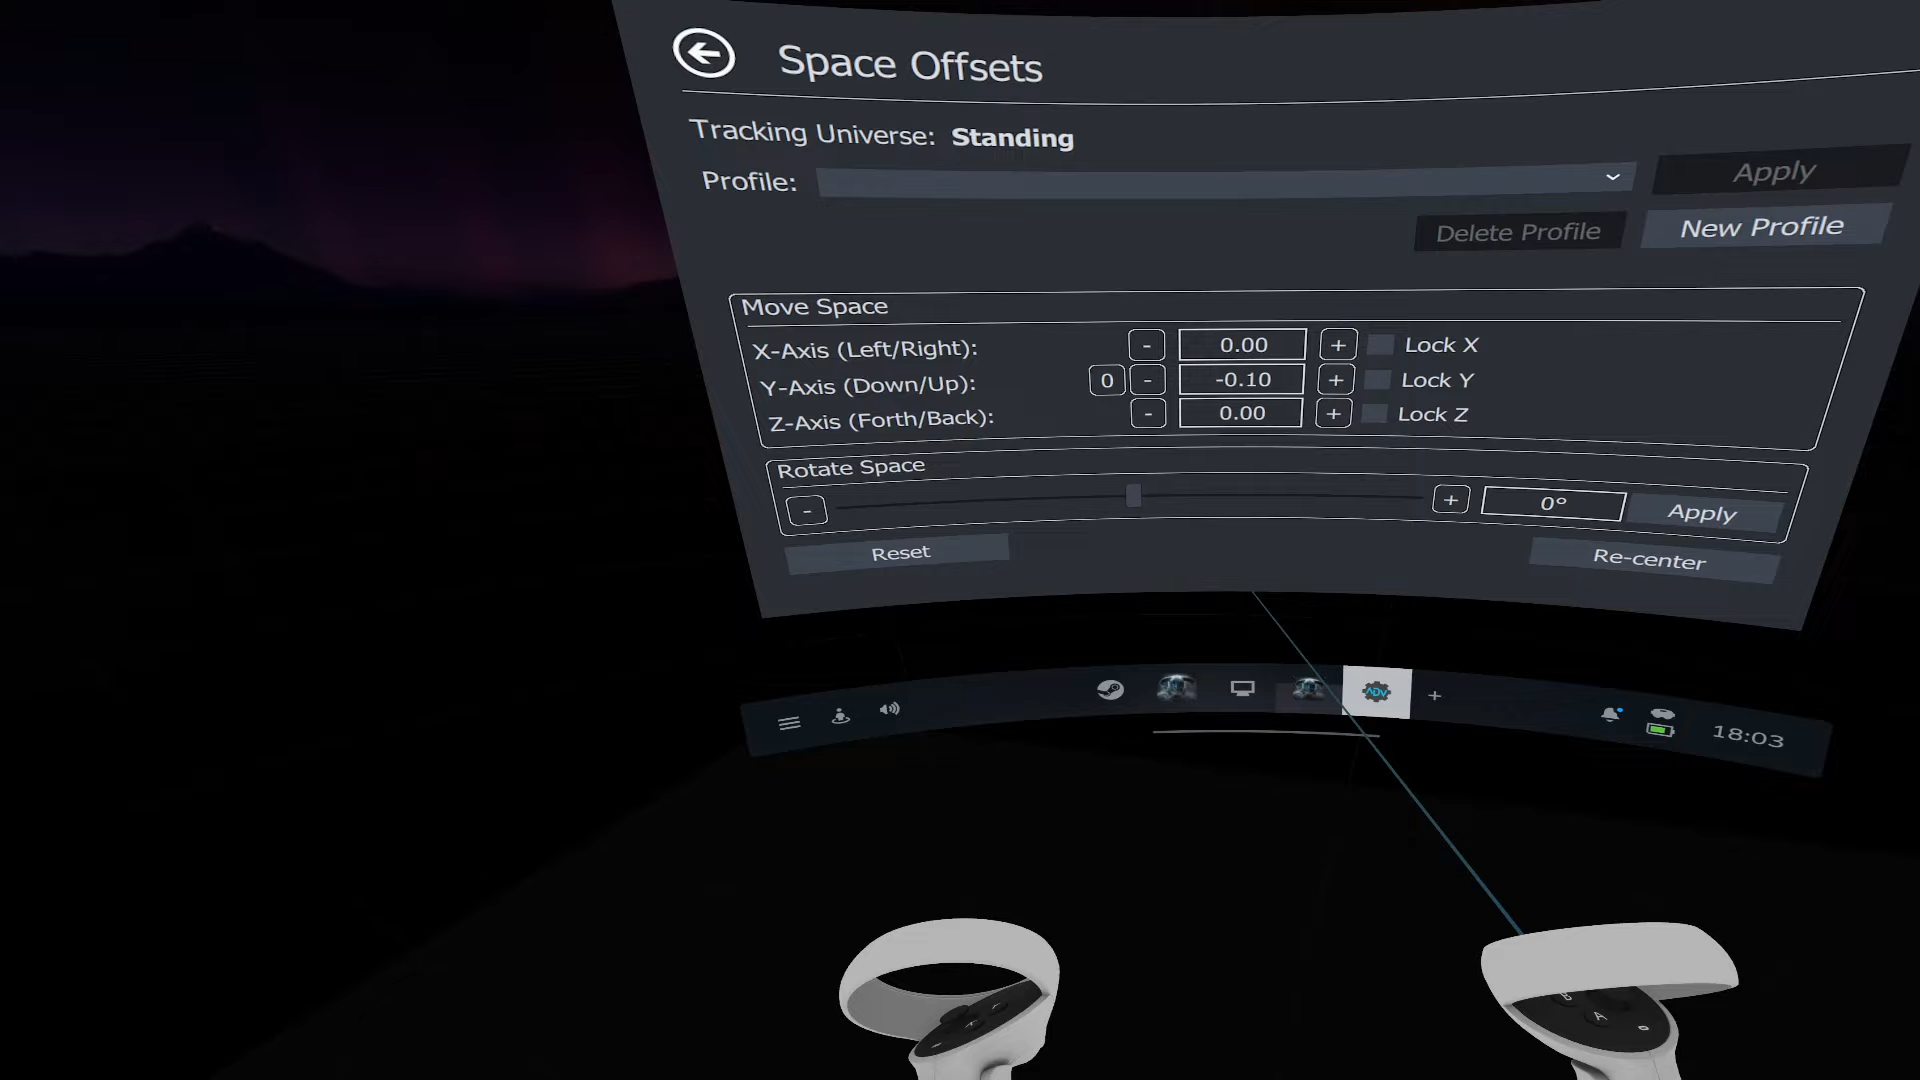 Space Offsets
Tracking Universe: Standing
Profile:
Apply
Delete Profile
New Profile
Move Space
X-Axis (Left/Right): - 0.00 + Lock X
Y-Axis (Down/Up): 0 - -0.10 + Lock Y
Z-Axis (Forth/Back): - 0.00 + Lock Z
Rotate Space
- + 0° Apply
Reset
Re-center
ADV
+
18:03
A